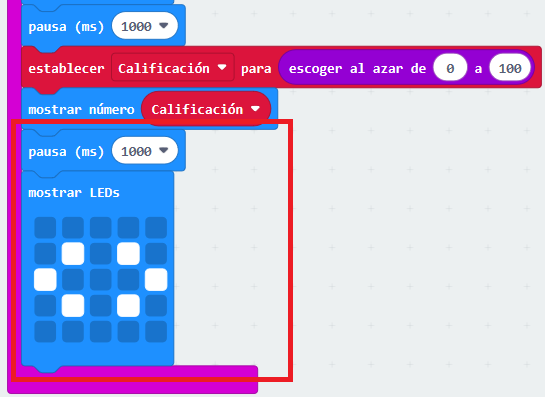 pausa (ms) 1000
establecer Calificación para escoger al azar de 0 a 100
mostrar número Calificación
pausa (ms) 1000
mostrar LEDs